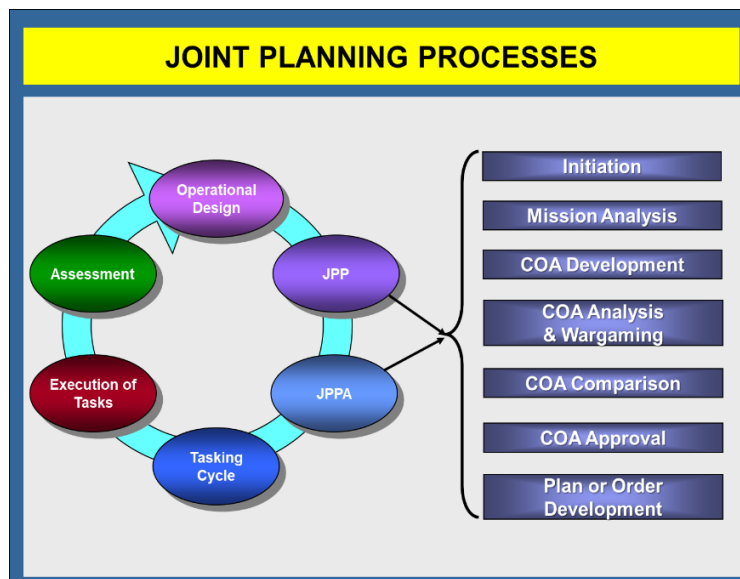 JOINT PLANNING PROCESSES
Operational
Design
JPP
JPPA
Tasking
Cycle
Execution of
Tasks
Assessment
Initiation
Mission Analysis
COA Development
COA Analysis
& Wargaming
COA Comparison
COA Approval
Plan or Order
Development